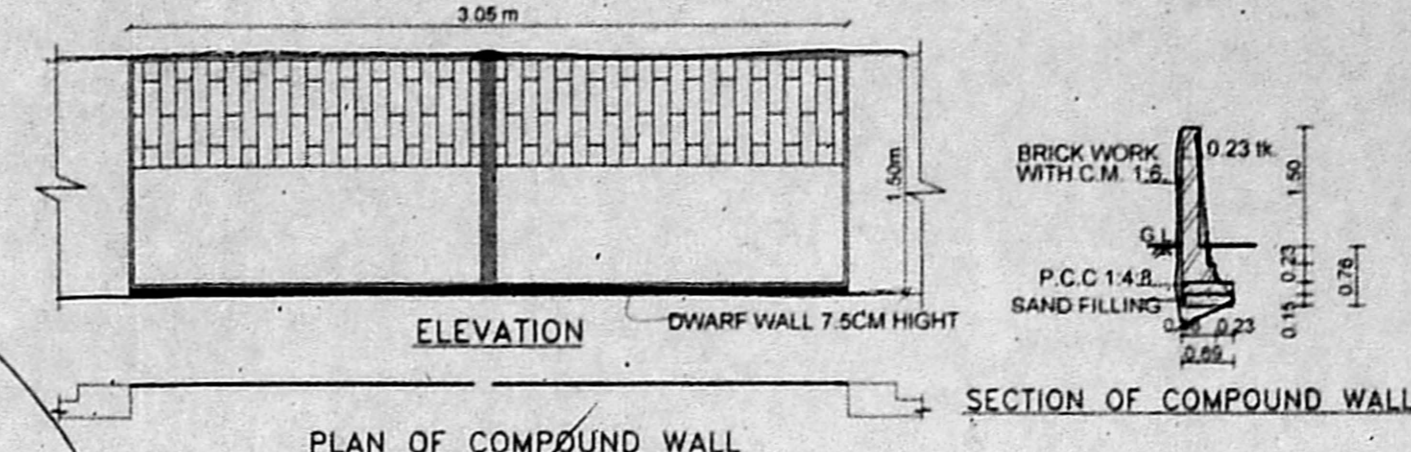 3.05 m
1.50m
ELEVATION
DWARF WALL 7.5CM HIGHT
PLAN OF COMPOUND WALL
BRICK WORK
WITH C.M. 1:6
0.23 tk.
G.L
P.C.C 1:4:8
SAND FILLING
1.50
0.23
0.15
0.76
0.23
0.69
SECTION OF COMPOUND WALL